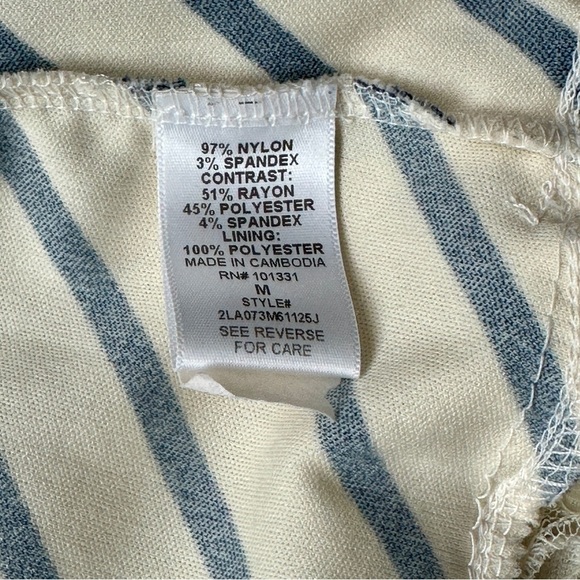 97% NYLON
3% SPANDEX
CONTRAST:
51% RAYON
45% POLYESTER
4% SPANDEX
LINING:
100% POLYESTER
MADE IN CAMBODIA
RN# 101331
M
STYLE#
2LA073M61125J
SEE REVERSE
FOR CARE